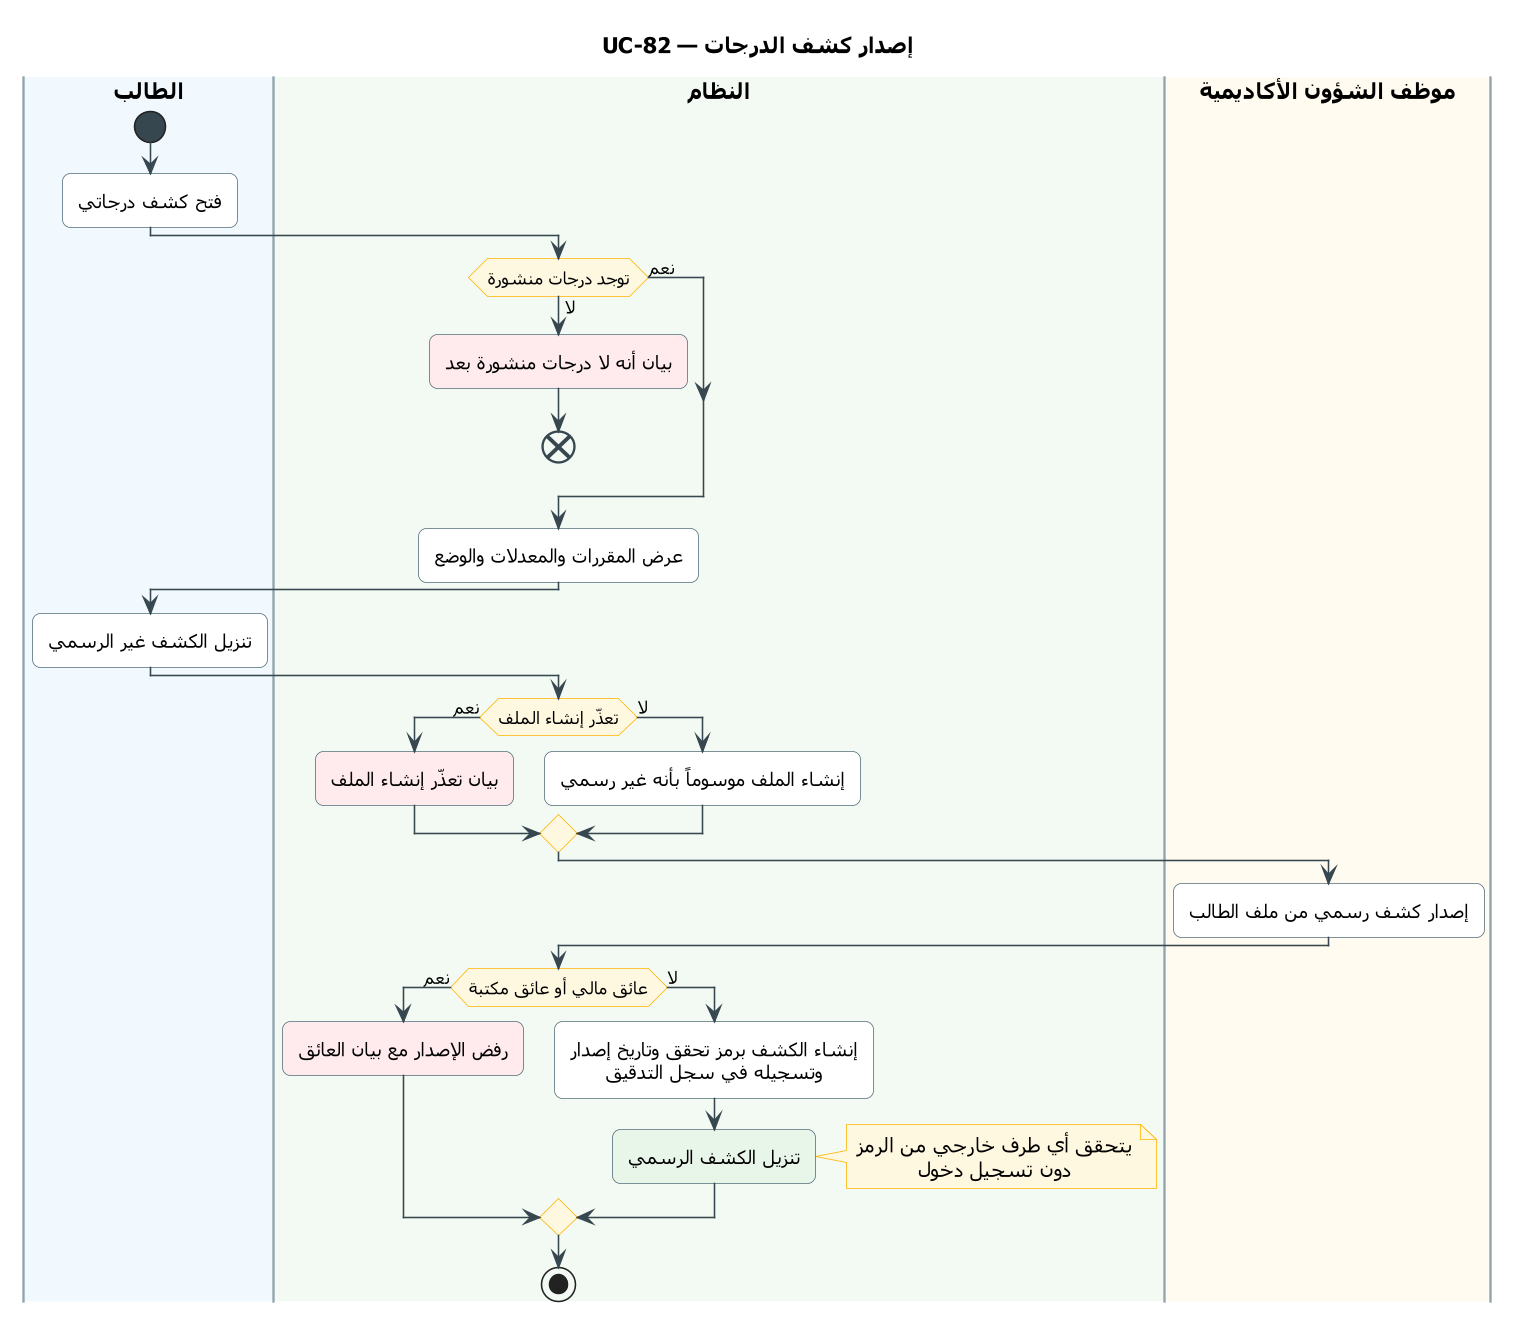 UC-82 — إصدار كشف الدرجات
الطالب
النظام
موظف الشؤون الأكاديمية
فتح كشف درجاتي
توجد درجات منشورة
نعم
لا
بيان أنه لا درجات منشورة بعد
عرض المقررات والمعدلات والوضع
تنزيل الكشف غير الرسمي
تعذّر إنشاء الملف
نعم
لا
بيان تعذّر إنشاء الملف
إنشاء الملف موسوماً بأنه غير رسمي
إصدار كشف رسمي من ملف الطالب
عائق مالي أو عائق مكتبة
نعم
لا
رفض الإصدار مع بيان العائق
إنشاء الكشف برمز تحقق وتاريخ إصدار
وتسجيله في سجل التدقيق
تنزيل الكشف الرسمي
يتحقق أي طرف خارجي من الرمز
دون تسجيل دخول